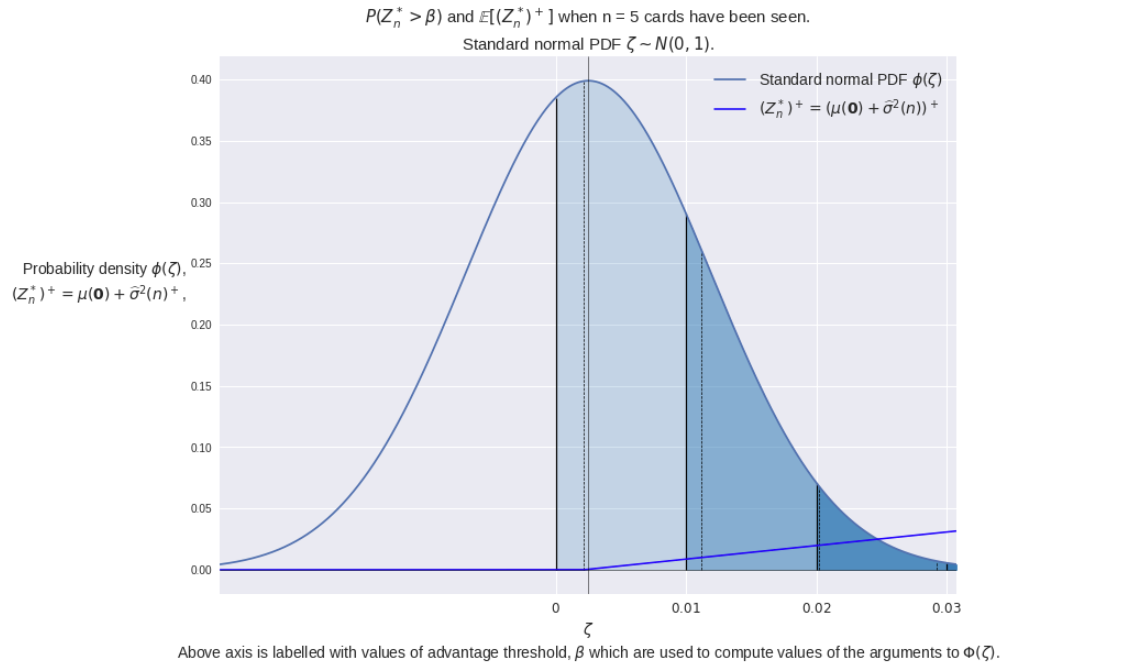 P(Z*ₙ > β) and 𝔼[(Z*ₙ)⁺] when n = 5 cards have been seen.
Standard normal PDF ζ ~ N(0, 1).
Standard normal PDF ϕ(ζ)
(Z*ₙ)⁺ = (μ(𝟎) + σ̂²(n))⁺
0.40
0.35
0.30
0.25
0.20
0.15
0.10
0.05
0.00
Probability density ϕ(ζ),
(Z*ₙ)⁺ = μ(𝟎) + σ̂²(n)⁺,
0 0.01 0.02 0.03
ζ
Above axis is labelled with values of advantage threshold, β which are used to compute values of the arguments to Φ(ζ).